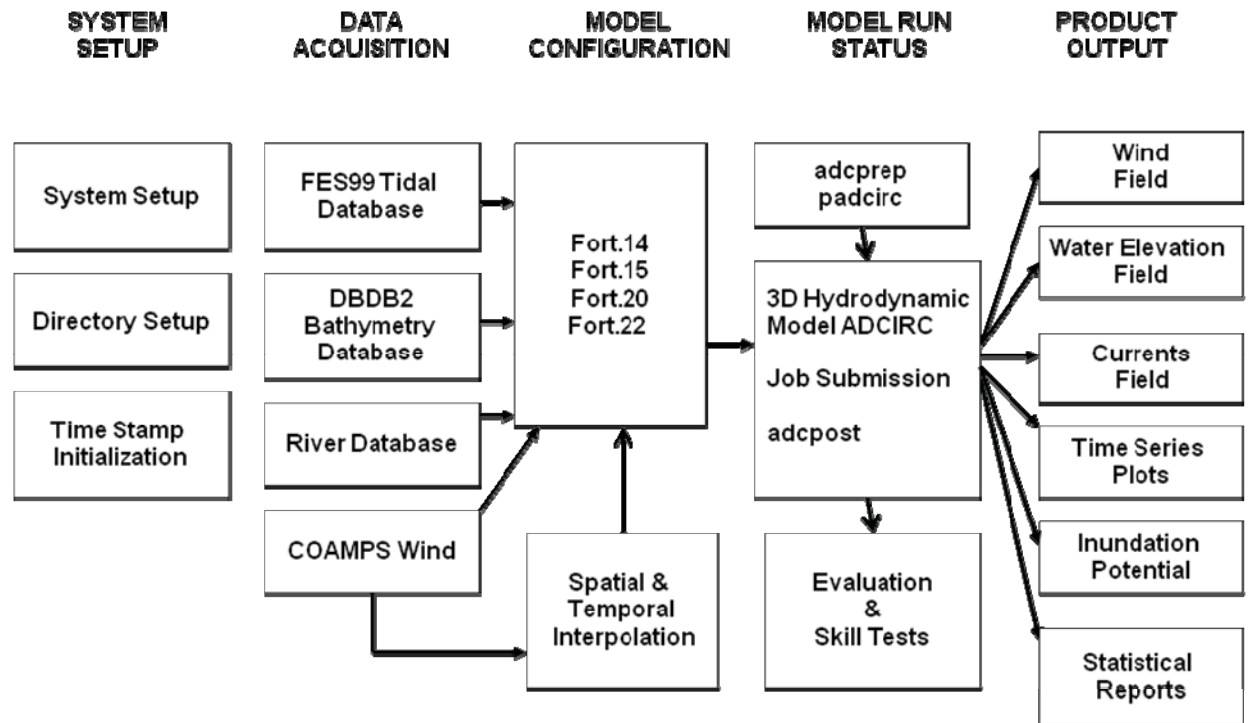 SYSTEM
SETUP
DATA
ACQUISITION
MODEL
CONFIGURATION
MODEL RUN
STATUS
PRODUCT
OUTPUT
System Setup
Directory Setup
Time Stamp
Initialization
FES99 Tidal
Database
DBDB2
Bathymetry
Database
River Database
COAMPS Wind
Fort.14
Fort.15
Fort.20
Fort.22
Spatial &
Temporal
Interpolation
adcprep
padcirc
3D Hydrodynamic
Model ADCIRC
Job Submission
adcpost
Evaluation
&
Skill Tests
Wind
Field
Water Elevation
Field
Currents
Field
Time Series
Plots
Inundation
Potential
Statistical
Reports